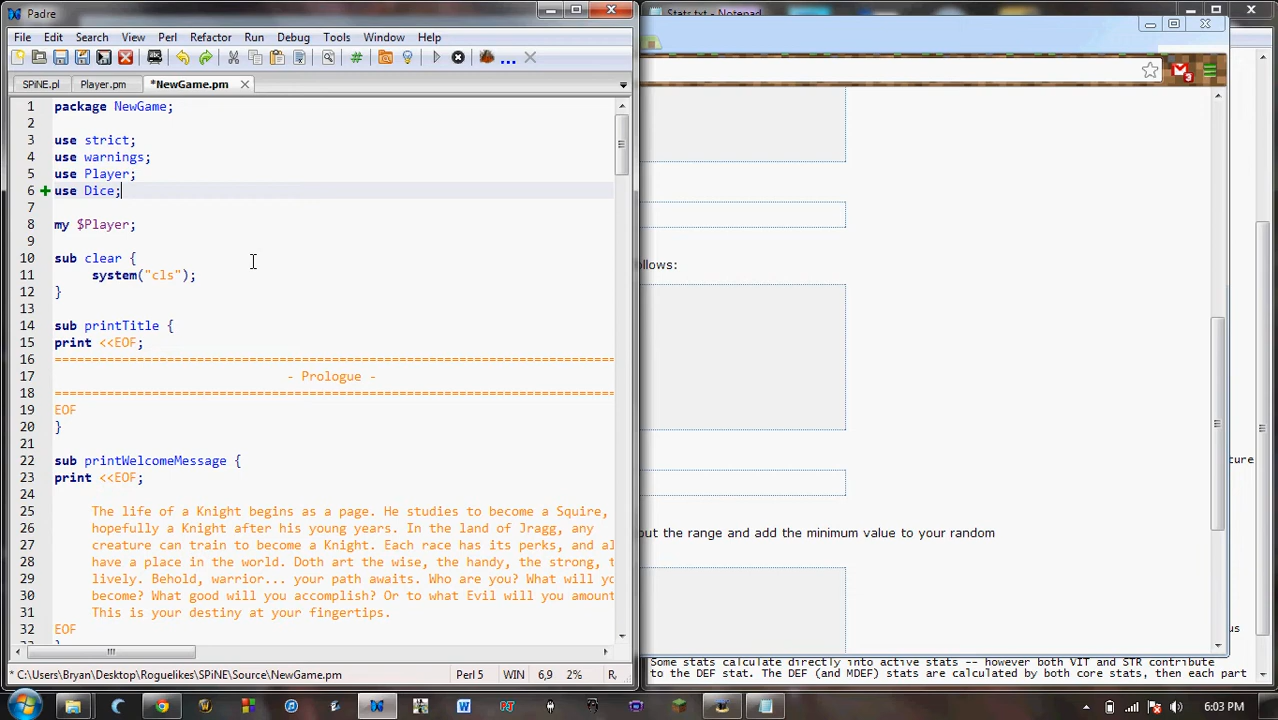 Padre
File Edit Search View Perl Refactor Run Debug Tools Window Help
SPiNE.pl Player.pm *NewGame.pm
1 package NewGame;
2
3 use strict;
4 use warnings;
5 use Player;
6 use Dice;
7
8 my $Player;
9
10 sub clear {
11 system("cls");
12 }
13
14 sub printTitle {
15 print <<EOF;
16 ===========================================================================
17 - Prologue -
18 ===========================================================================
19 EOF
20 }
21
22 sub printWelcomeMessage {
23 print <<EOF;
24
25 The life of a Knight begins as a page. He studies to become a Squire,
26 hopefully a Knight after his young years. In the land of Jragg, any
27 creature can train to become a Knight. Each race has its perks, and al
28 have a place in the world. Doth art the wise, the handy, the strong, t
29 lively. Behold, warrior... your path awaits. Who are you? What will yo
30 become? What good will you accomplish? Or to what Evil will you amount
31 This is your destiny at your fingertips.
32 EOF
* C:\Users\Bryan\Desktop\Roguelikes\SPiNE\Source\NewGame.pm Perl 5 WIN 6,9 2% R,
Stats.txt - Notepad
3
ollows:
out the range and add the minimum value to your random
ture
us
Some stats calculate directly into active stats -- however both VIT and STR contribute
to the DEF stat. The DEF (and MDEF) stats are calculated by both core stats, then each part
6:03 PM